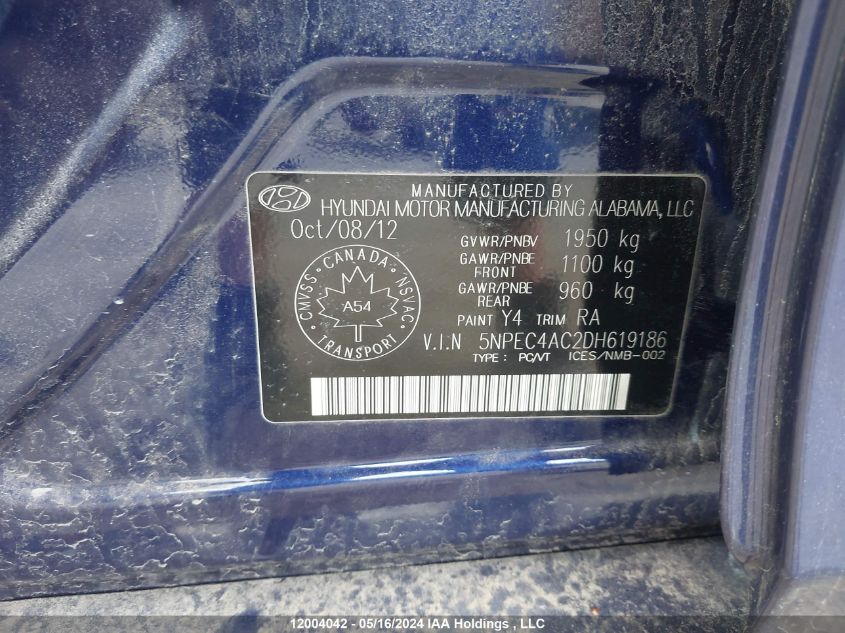 MANUFACTURED BY
HYUNDAI MOTOR MANUFACTURING ALABAMA, LLC
Oct/08/12
GVWR/PNBV 1950 kg
GAWR/PNBE FRONT 1100 kg
GAWR/PNBE REAR 960 kg
PAINT Y4 TRIM RA
CANADA
CMVSS NSVAC
A54
TRANSPORT
V.I.N 5NPEC4AC2DH619186
TYPE : PC/VT ICES/NMB-002
12004042 - 05/16/2024 IAA Holdings , LLC